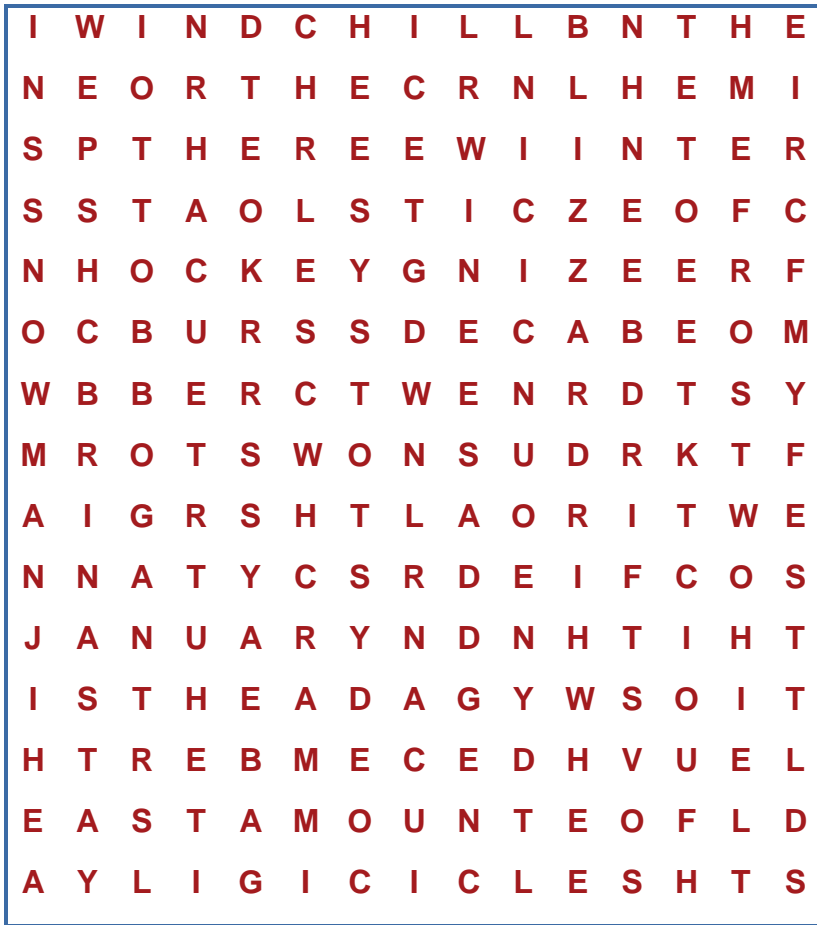 I W I N D C H I L L B N T H E
N E O R T H E C R N L H E M I
S P T H E R E E W I I N T E R
S S T A O L S T I C Z E O F C
N H O C K E Y G N I Z E E R F
O C B U R S S D E C A B E O M
W B B E R C T W E N R D T S Y
M R O T S W O N S U D R K T F
A I G R S H T L A O R I T W E
N N A T Y C S R D E I F C O S
J A N U A R Y N D N H T I H T
I S T H E A D A G Y W S O I T
H T R E B M E C E D H V U E L
E A S T A M O U N T E O F L D
A Y L I G I C I C L E S H T S